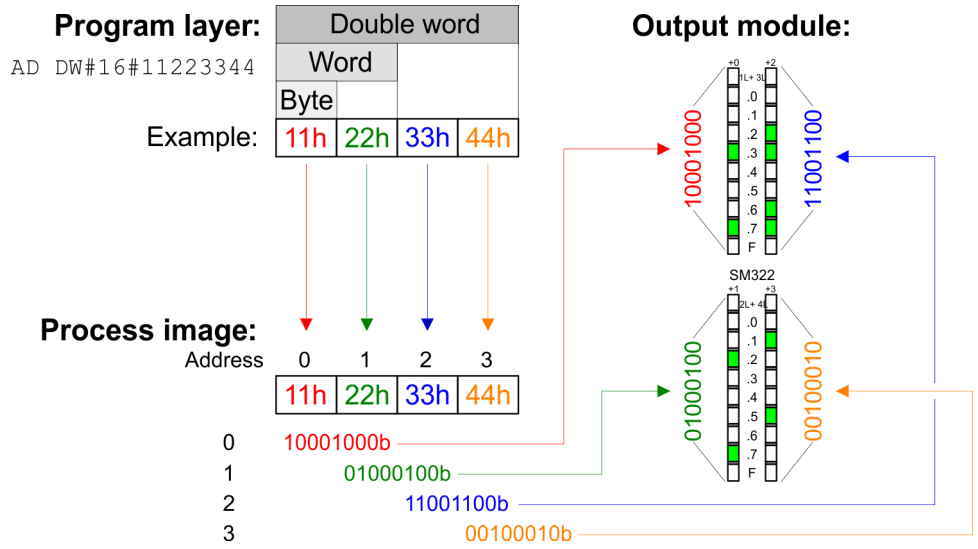 Program layer:
AD DW#16#11223344
Double word
Word
Byte
Example:
11h 22h 33h 44h
Process image:
Address 0 1 2 3
11h 22h 33h 44h
0 10001000b
1 01000100b
2 11001100b
3 00100010b
Output module:
+0 +2
1L+ 3L
.0
.1
.2
.3
.4
.5
.6
.7
F
10001000
11001100
SM322
+1 +3
2L+ 4L
.0
.1
.2
.3
.4
.5
.6
.7
F
01000100
00100010